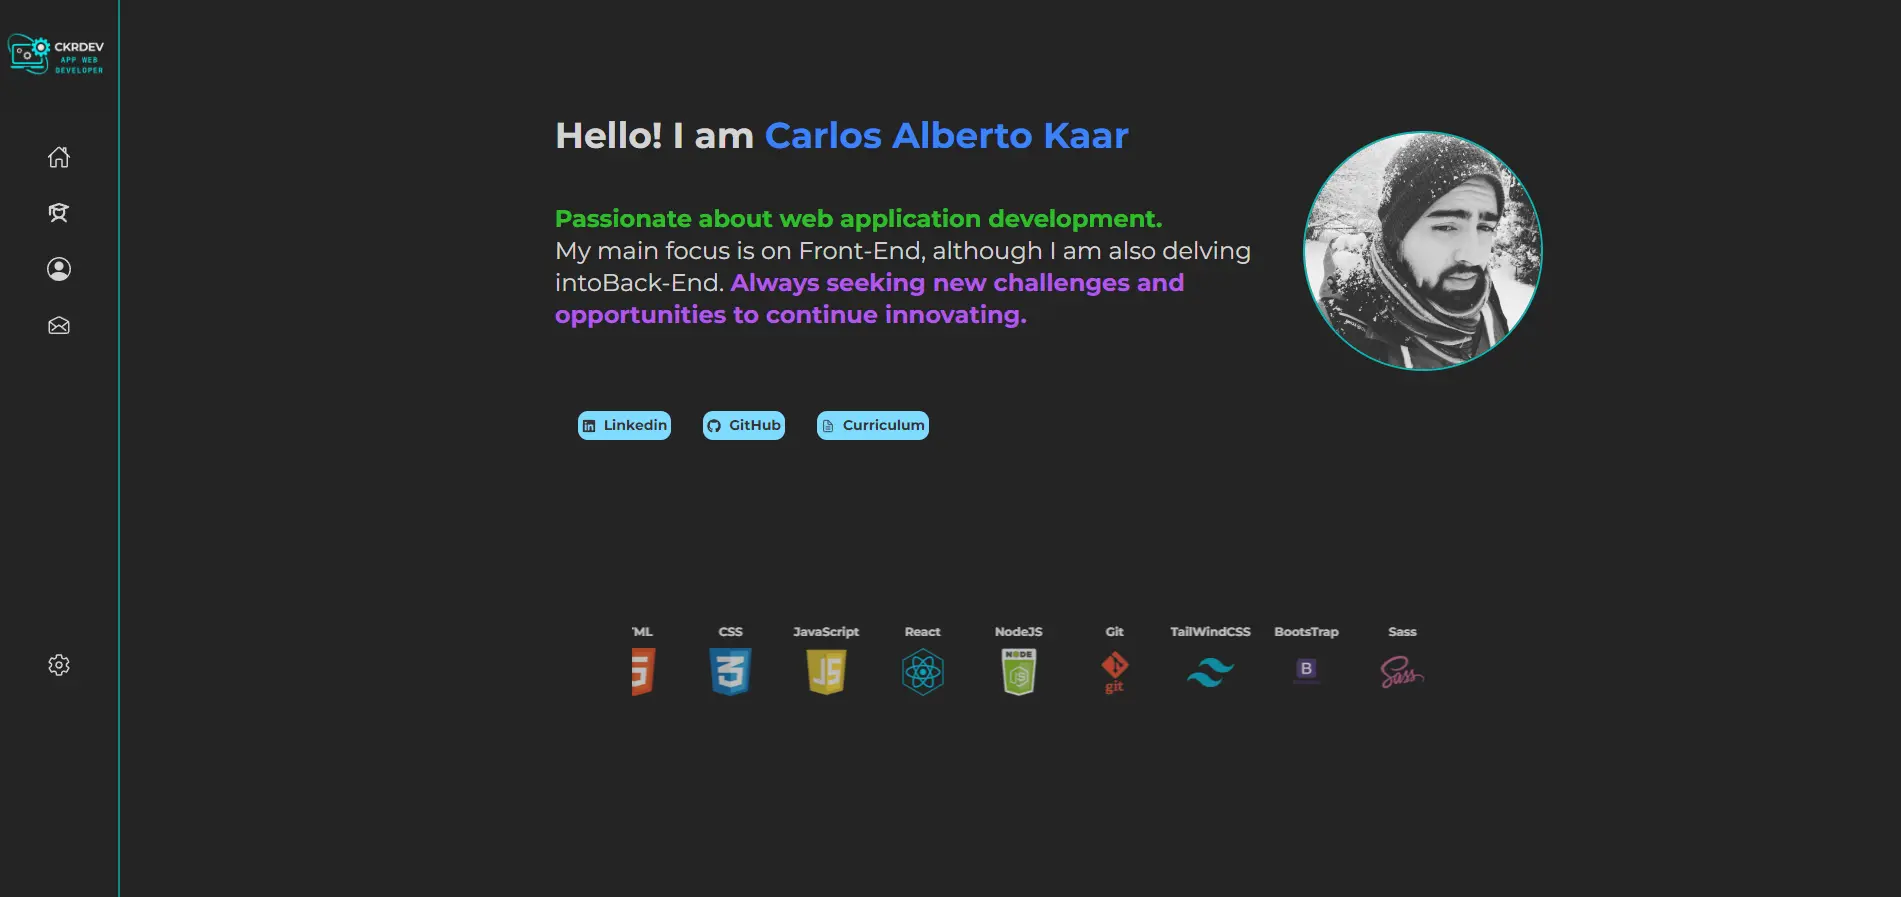 CKRDEV
APP WEB
DEVELOPER
Hello! I am Carlos Alberto Kaar
Passionate about web application development.
My main focus is on Front-End, although I am also delving
intoBack-End. Always seeking new challenges and
opportunities to continue innovating.
Linkedin GitHub Curriculum
TML CSS JavaScript React NodeJS Git TailWindCSS BootsTrap Sass
5 3 JS NODE JS git B Sass